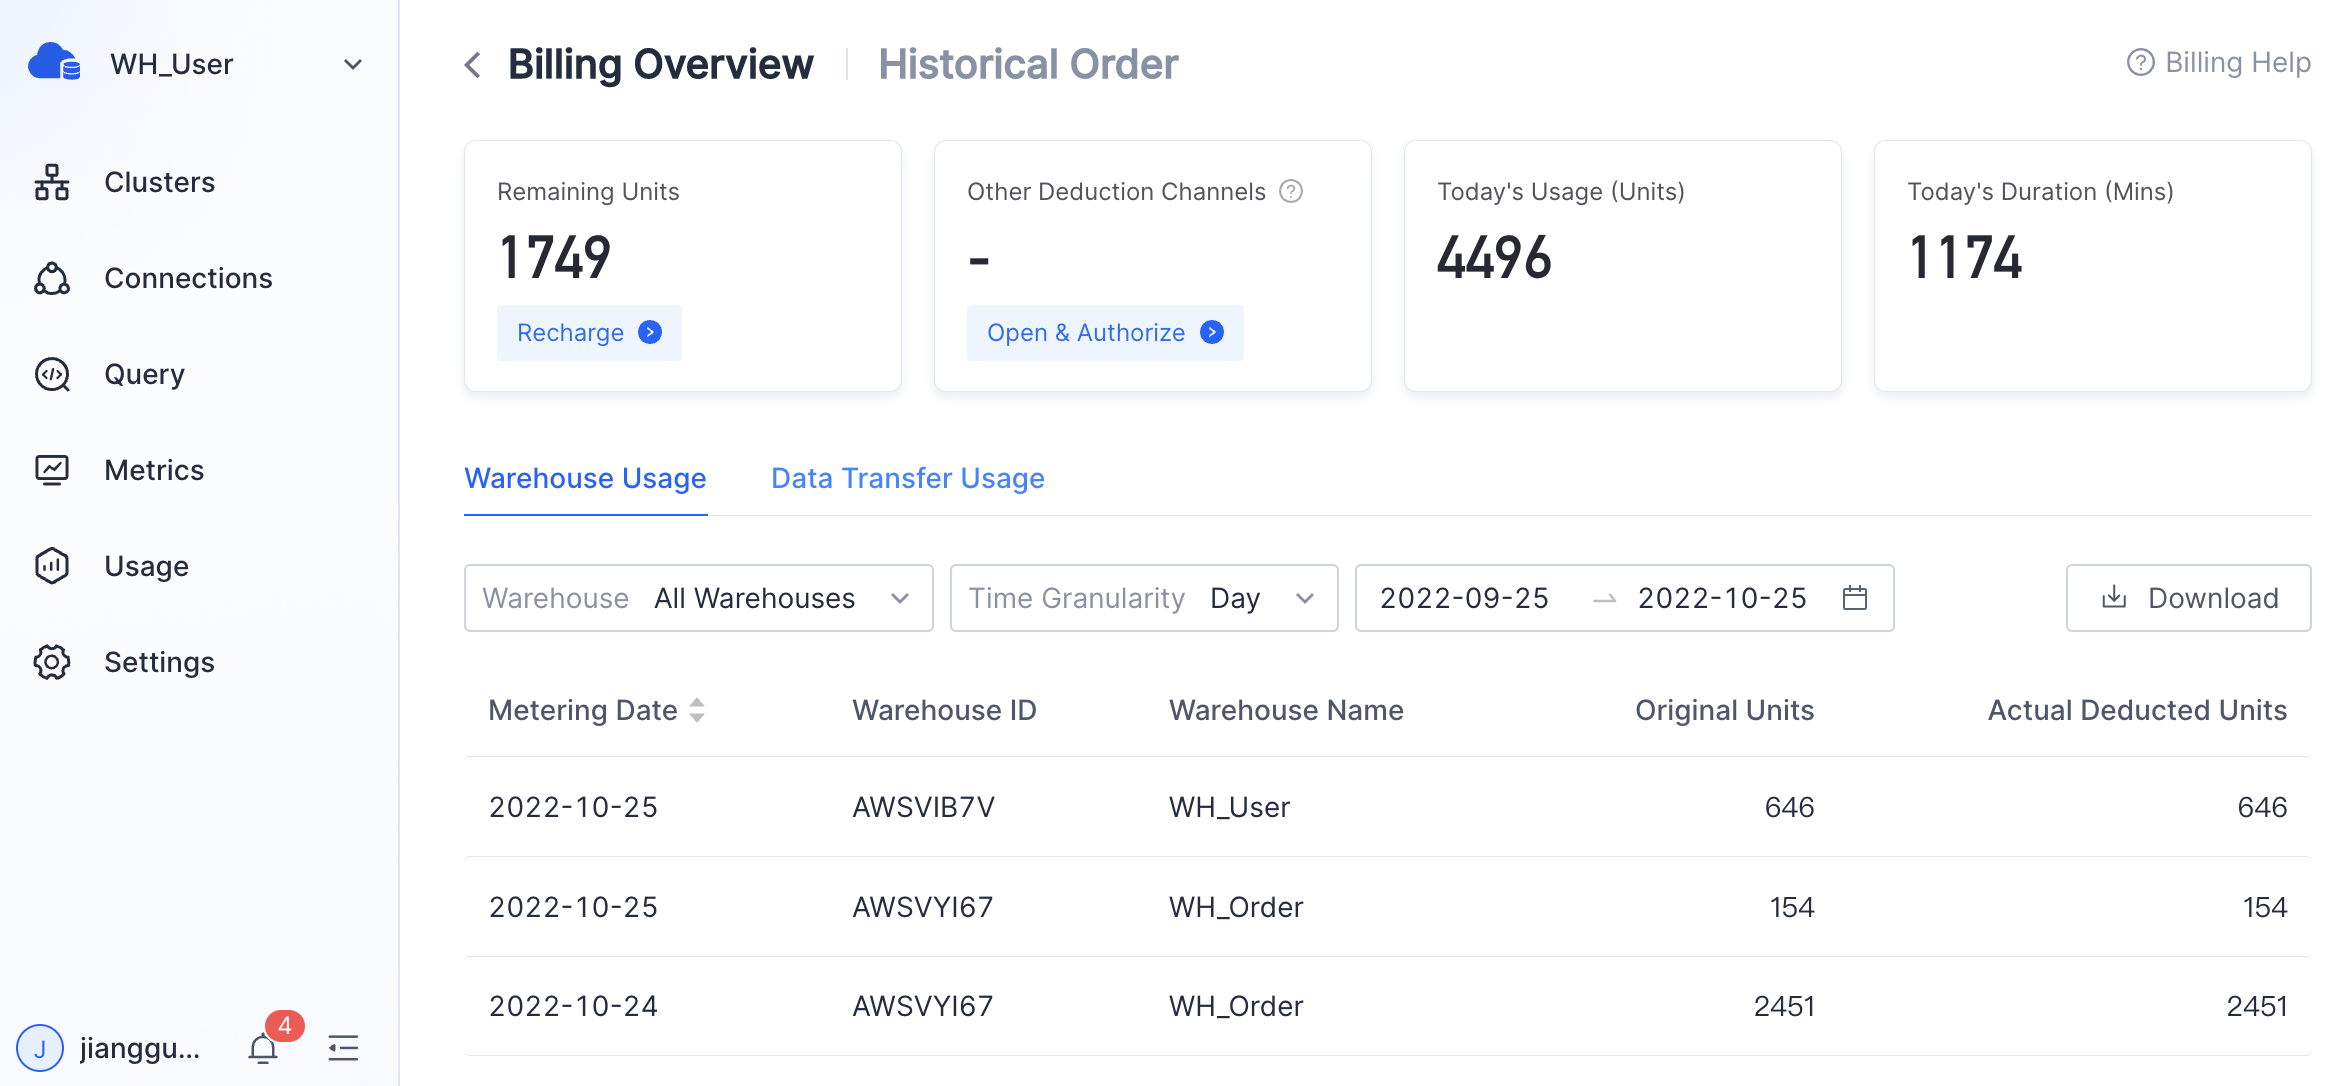 WH_User
Clusters
Connections
Query
Metrics
Usage
Settings
J jianggu... 4
Billing Overview Historical Order Billing Help
Remaining Units
1749
Recharge
Other Deduction Channels
-
Open & Authorize
Today's Usage (Units)
4496
Today's Duration (Mins)
1174
Warehouse Usage Data Transfer Usage
Warehouse All Warehouses Time Granularity Day 2022-09-25 → 2022-10-25 Download
Metering Date Warehouse ID Warehouse Name Original Units Actual Deducted Units
2022-10-25 AWSVIB7V WH_User 646 646
2022-10-25 AWSVYI67 WH_Order 154 154
2022-10-24 AWSVYI67 WH_Order 2451 2451